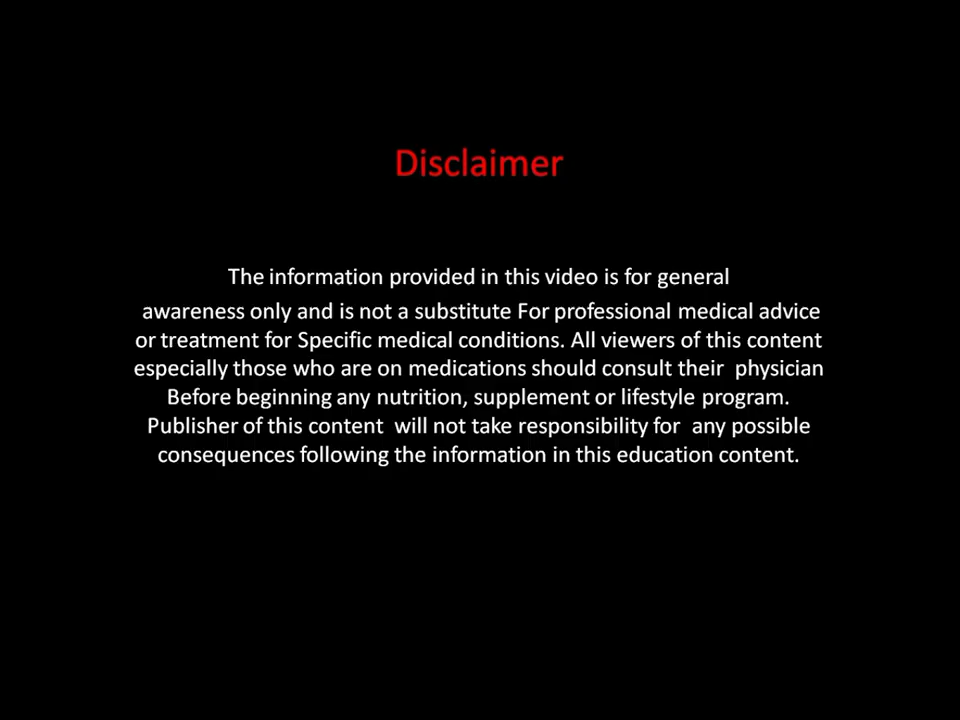 Disclaimer
The information provided in this video is for general
awareness only and is not a substitute For professional medical advice
or treatment for Specific medical conditions. All viewers of this content
especially those who are on medications should consult their  physician
Before beginning any nutrition, supplement or lifestyle program.
Publisher of this content  will not take responsibility for  any possible
consequences following the information in this education content.